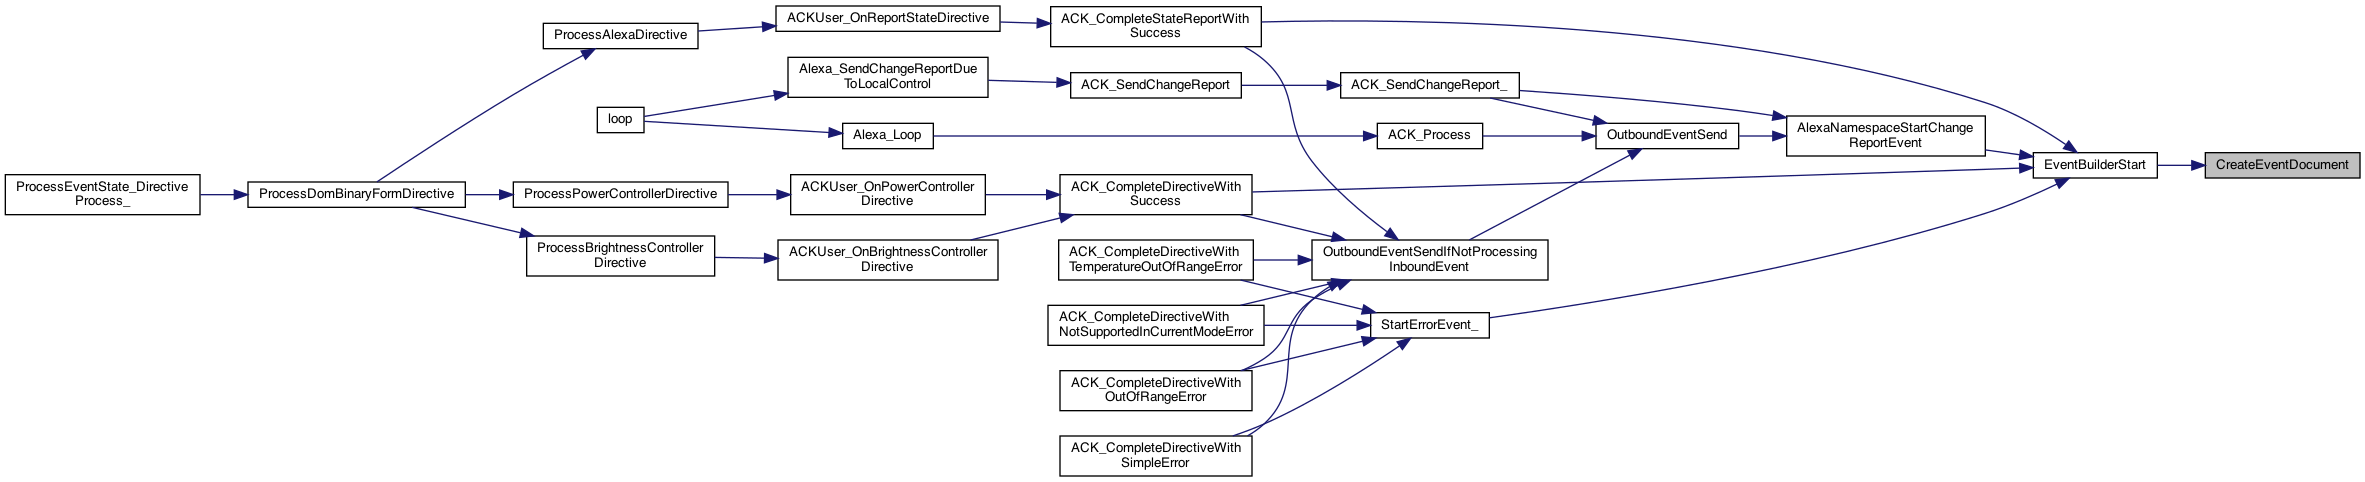 ACKUser_OnReportStateDirective
ACK_CompleteStateReportWith
Success
ProcessAlexaDirective
Alexa_SendChangeReportDue
ToLocalControl
ACK_SendChangeReport
ACK_SendChangeReport_
loop
Alexa_Loop
ACK_Process
OutboundEventSend
AlexaNamespaceStartChange
ReportEvent
EventBuilderStart
CreateEventDocument
ProcessEventState_Directive
Process_
ProcessDomBinaryFormDirective
ProcessPowerControllerDirective
ACKUser_OnPowerController
Directive
ACK_CompleteDirectiveWith
Success
ProcessBrightnessController
Directive
ACKUser_OnBrightnessController
Directive
ACK_CompleteDirectiveWith
TemperatureOutOfRangeError
OutboundEventSendIfNotProcessing
InboundEvent
ACK_CompleteDirectiveWith
NotSupportedInCurrentModeError
StartErrorEvent_
ACK_CompleteDirectiveWith
OutOfRangeError
ACK_CompleteDirectiveWith
SimpleError